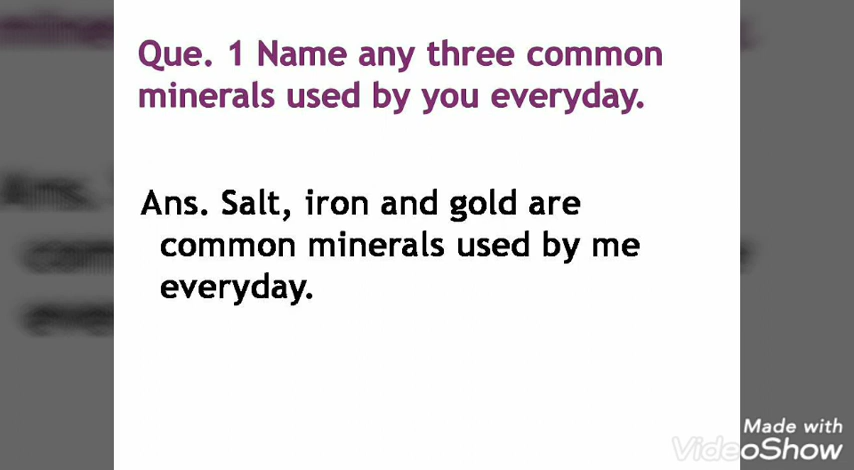 Que. 1 Name any three common
minerals used by you everyday.
Ans. Salt, iron and gold are
common minerals used by me
everyday.
Made with
VideoShow